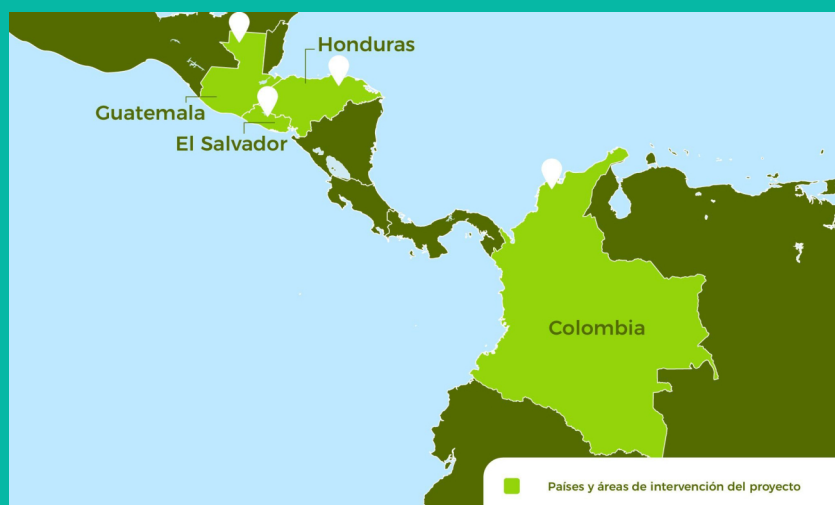 Honduras
Guatemala
El Salvador
Colombia
Países y áreas de intervención del proyecto